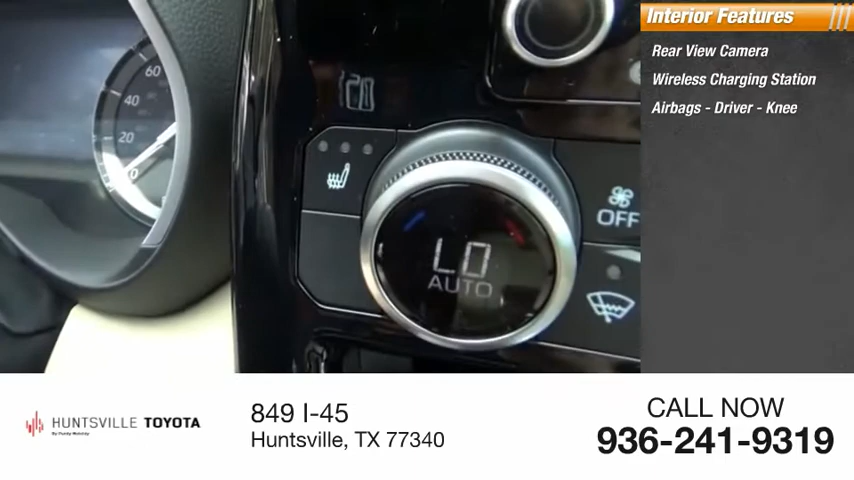 Interior Features
Rear View Camera
Wireless Charging Station
Airbags - Driver - Knee
60
40
20
0
OFF
LO
AUTO
HUNTSVILLE TOYOTA
849 I-45
Huntsville, TX 77340
CALL NOW
936-241-9319